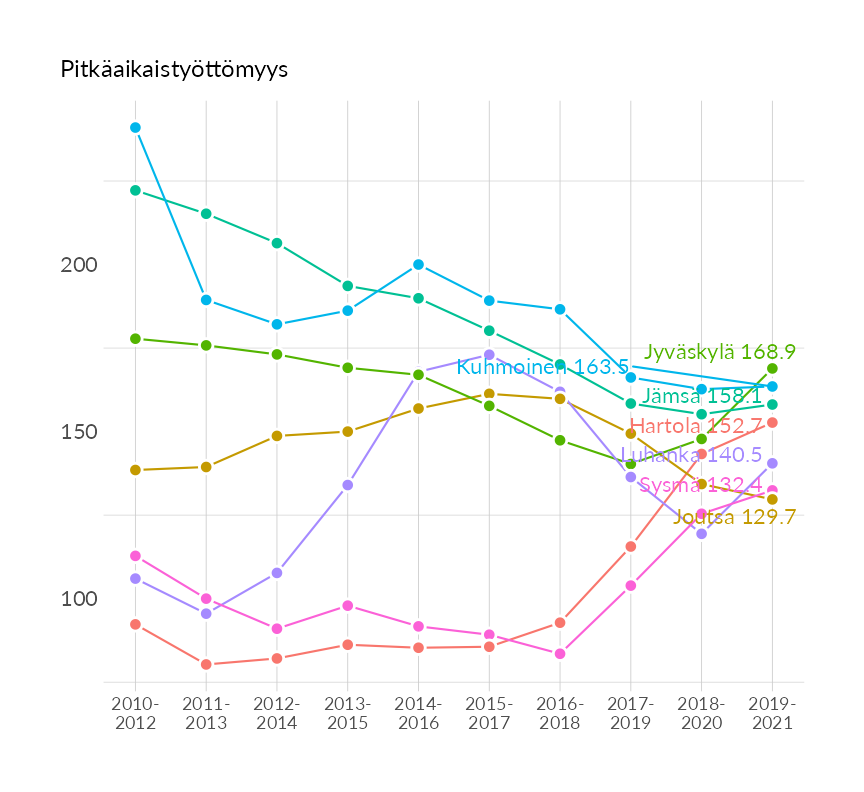 Pitkäaikaistyöttömyys
200
150
100
Jyväskylä 168.9
Kuhmoinen 163.5
Jämsä 158.1
Hartola 152.7
Luhanka 140.5
Sysmä 132.4
Joutsa 129.7
2010-
2012
2011-
2013
2012-
2014
2013-
2015
2014-
2016
2015-
2017
2016-
2018
2017-
2019
2018-
2020
2019-
2021